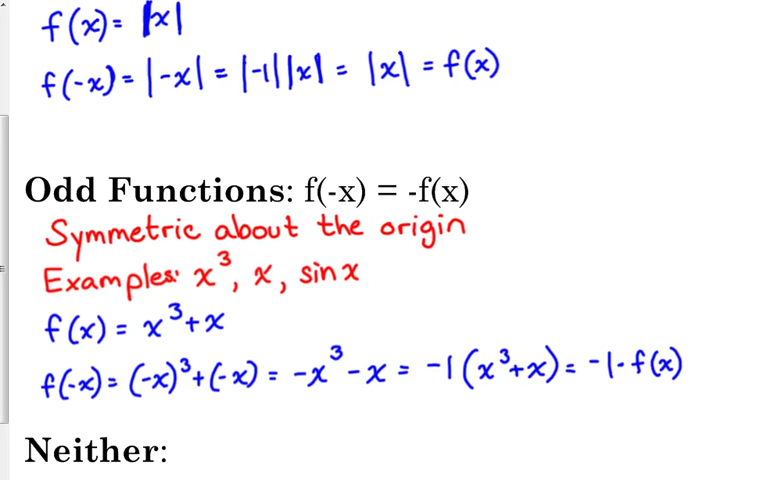 f(x) = |x|
f(-x) = |-x| = |-1||x| = |x| = f(x)
Odd Functions: f(-x) = -f(x)
Symmetric about the origin
Examples: x³, x, sin x
f(x) = x³+x
f(-x) = (-x)³+(-x) = -x³-x = -1(x³+x) = -1·f(x)
Neither: